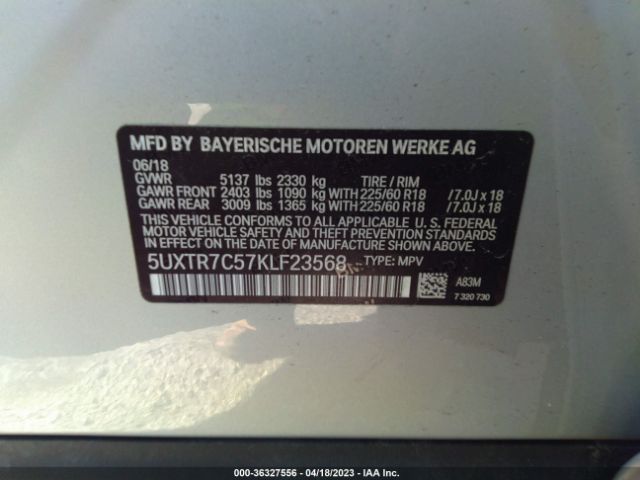 MFD BY BAYERISCHE MOTOREN WERKE AG
06/18
GVWR 5137 lbs 2330 kg TIRE / RIM
GAWR FRONT 2403 lbs 1090 kg WITH 225/60 R18 /7.0J x 18
GAWR REAR 3009 lbs 1365 kg WITH 225/60 R18 /7.0J x 18
THIS VEHICLE CONFORMS TO ALL APPLICABLE U. S. FEDERAL
MOTOR VEHICLE SAFETY, BUMPER, AND
THEFT PREVENTION STANDARDS IN EFFECT
ON THE DATE OF MANUFACTURE SHOWN ABOVE.
5UXTR7C57KLF23568 TYPE: MPV
A83M
7 320 730
000-36327556 - 04/18/2023 - IAA Inc.